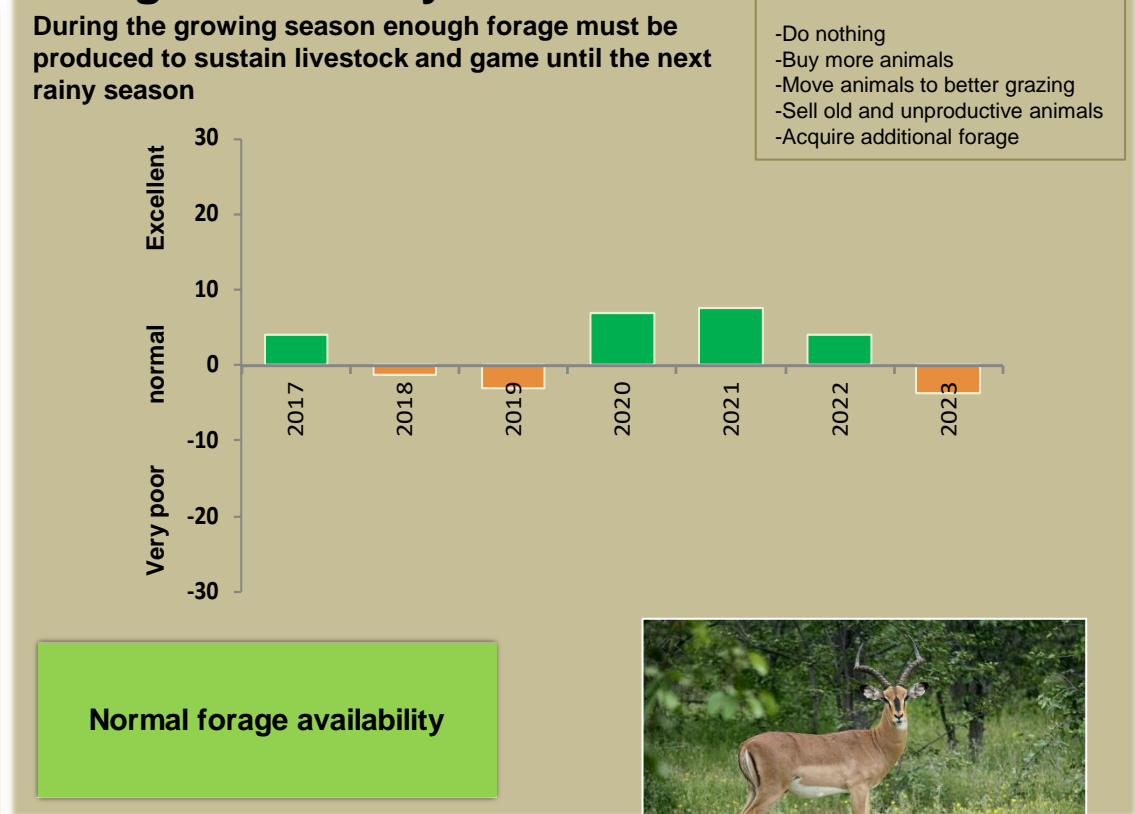 During the growing season enough forage must be
produced to sustain livestock and game until the next
rainy season
-Do nothing
-Buy more animals
-Move animals to better grazing
-Sell old and unproductive animals
-Acquire additional forage
Excellent
normal
Very poor
30
20
10
0
-10
-20
-30
2017
2018
2019
2020
2021
2022
2023
Normal forage availability